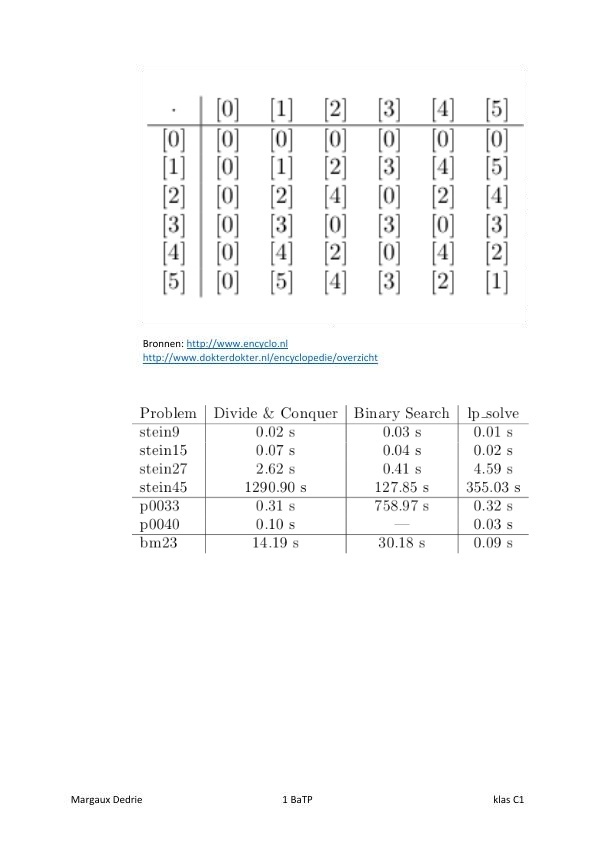 · [0] [1] [2] [3] [4] [5]
[0] [0] [0] [0] [0] [0] [0]
[1] [0] [1] [2] [3] [4] [5]
[2] [0] [2] [4] [0] [2] [4]
[3] [0] [3] [0] [3] [0] [3]
[4] [0] [4] [2] [0] [4] [2]
[5] [0] [5] [4] [3] [2] [1]
Bronnen: http://www.encyclo.nl
http://www.dokterdokter.nl/encyclopedie/overzicht
Problem Divide & Conquer Binary Search lp_solve
stein9 0.02 s 0.03 s 0.01 s
stein15 0.07 s 0.04 s 0.02 s
stein27 2.62 s 0.41 s 4.59 s
stein45 1290.90 s 127.85 s 355.03 s
p0033 0.31 s 758.97 s 0.32 s
p0040 0.10 s — 0.03 s
bm23 14.19 s 30.18 s 0.09 s
Margaux Dedrie 1 BaTP klas C1